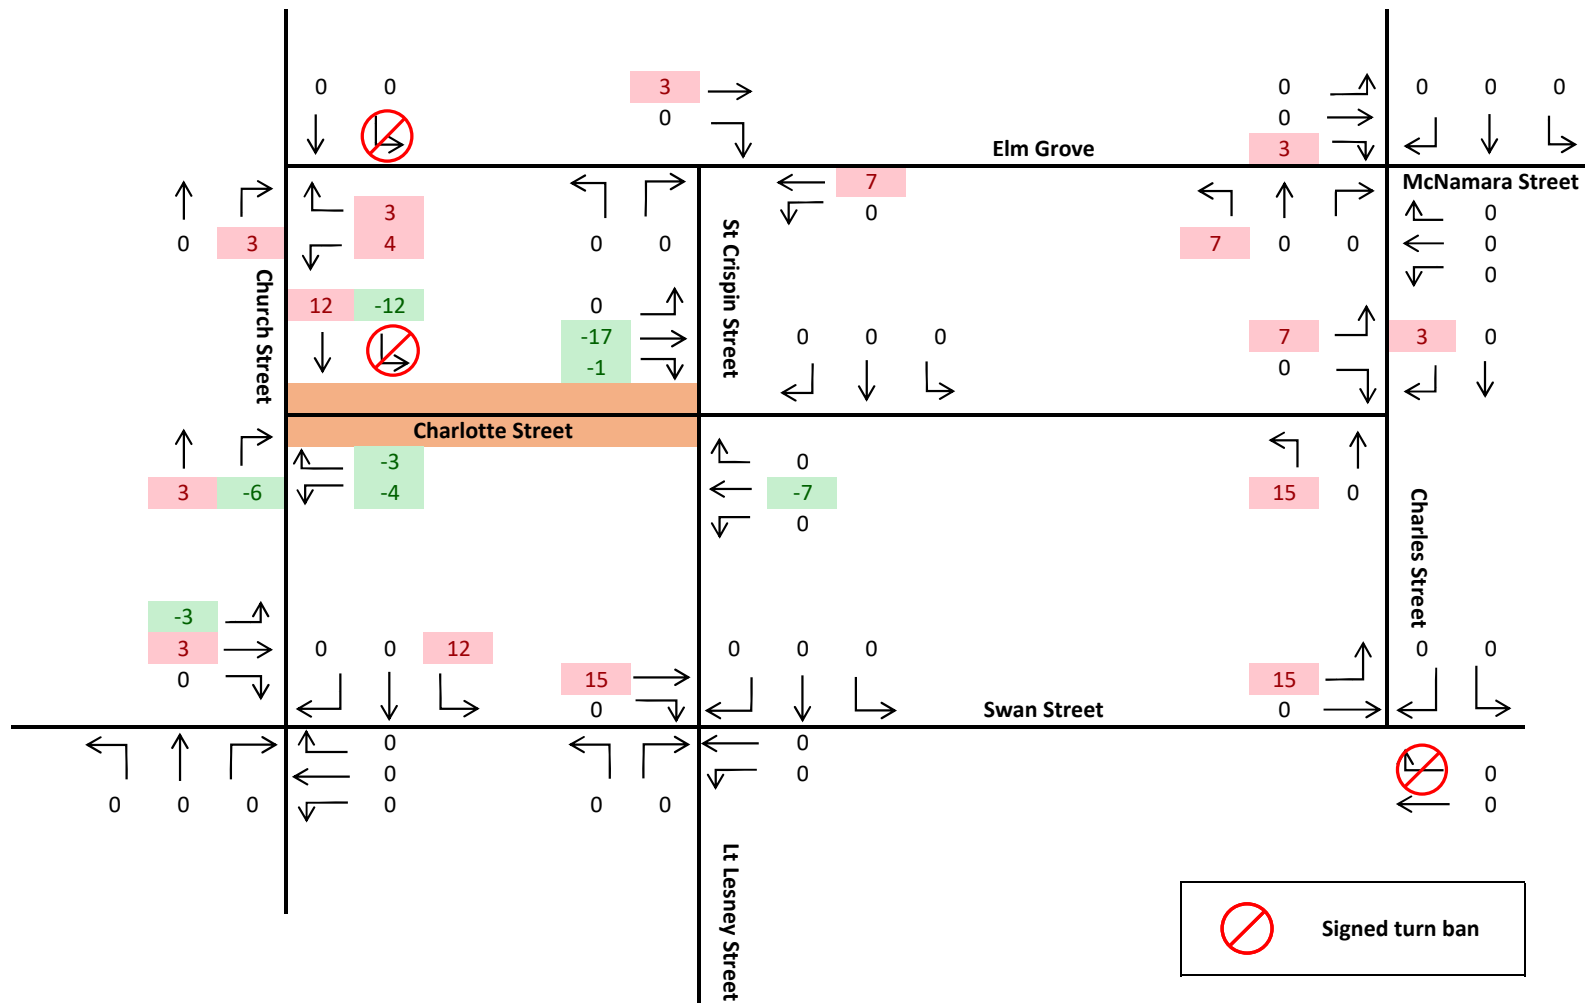 0 0 3 0 0 0 0
0 0
Elm Grove 3
7 McNamara Street
3 0 0
0 3 4 0 0 7 0 0 0
0
St Crispin Street
Church Street
12 -12 0
-17 0 0 0 7 3 0
-1 0
Charlotte Street
-3 0
3 -6 -4 -7 15 0
0
Charles Street
-3
3 0 0 12 0 0 0 0 0
0 15 15
0 Swan Street 0
0 0
0 0 0
0 0 0 0 0 0 0
Lt Lesney Street
Signed turn ban